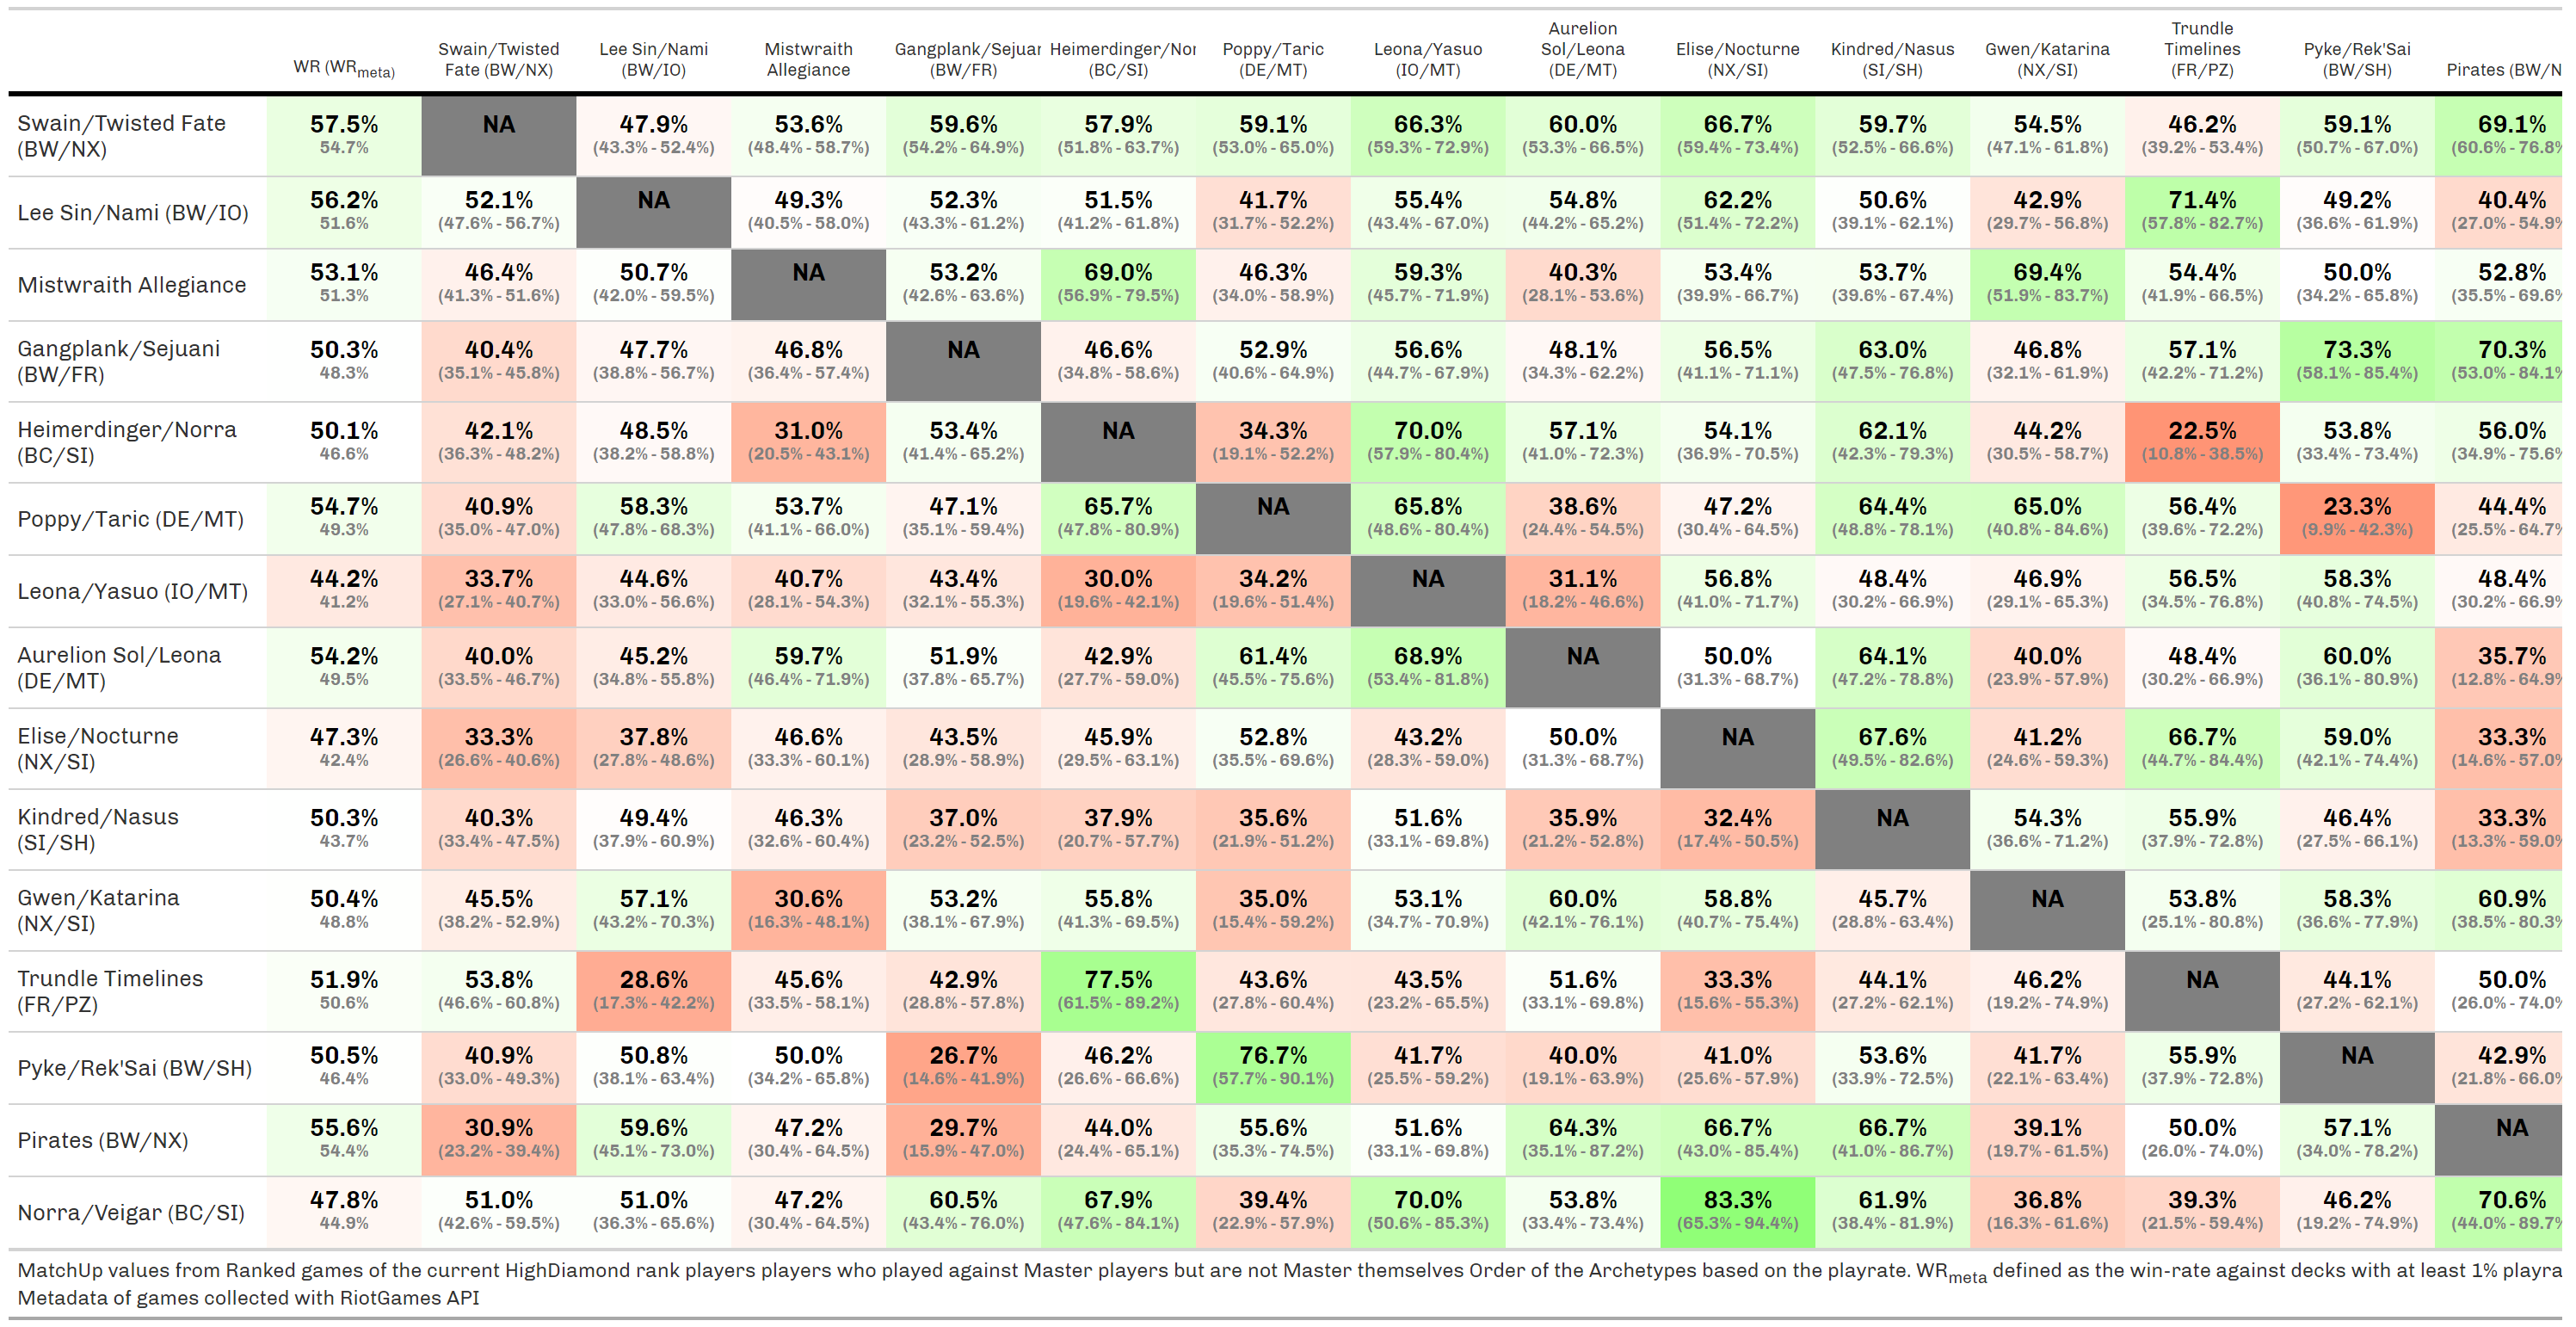 WR (WRmeta) Swain/Twisted Fate (BW/NX) Lee Sin/Nami (BW/IO) Mistwraith Allegiance Gangplank/Sejuar (BW/FR) Heimerdinger/Nor (BC/SI) Poppy/Taric (DE/MT) Leona/Yasuo (IO/MT) Aurelion Sol/Leona (DE/MT) Elise/Nocturne (NX/SI) Kindred/Nasus (SI/SH) Gwen/Katarina (NX/SI) Trundle Timelines (FR/PZ) Pyke/Rek'Sai (BW/SH) Pirates (BW/N
Swain/Twisted Fate (BW/NX) 57.5% NA 47.9% 53.6% 59.6% 57.9% 59.1% 66.3% 60.0% 66.7% 59.7% 54.5% 46.2% 59.1% 69.1%
54.7% (43.3% - 52.4%) (48.4% - 58.7%) (54.2% - 64.9%) (51.8% - 63.7%) (53.0% - 65.0%) (59.3% - 72.9%) (53.3% - 66.5%) (59.4% - 73.4%) (52.5% - 66.6%) (47.1% - 61.8%) (39.2% - 53.4%) (50.7% - 67.0%) (60.6% - 76.8%
Lee Sin/Nami (BW/IO) 56.2% 52.1% NA 49.3% 52.3% 51.5% 41.7% 55.4% 54.8% 62.2% 50.6% 42.9% 71.4% 49.2% 40.4%
51.6% (47.6% - 56.7%) (40.5% - 58.0%) (43.3% - 61.2%) (41.2% - 61.8%) (31.7% - 52.2%) (43.4% - 67.0%) (44.2% - 65.2%) (51.4% - 72.2%) (39.1% - 62.1%) (29.7% - 56.8%) (57.8% - 82.7%) (36.6% - 61.9%) (27.0% - 54.9%
Mistwraith Allegiance 53.1% 46.4% 50.7% NA 53.2% 69.0% 46.3% 59.3% 40.3% 53.4% 53.7% 69.4% 54.4% 50.0% 52.8%
51.3% (41.3% - 51.6%) (42.0% - 59.5%) (42.6% - 63.6%) (56.9% - 79.5%) (34.0% - 58.9%) (45.7% - 71.9%) (28.1% - 53.6%) (39.9% - 66.7%) (39.6% - 67.4%) (51.9% - 83.7%) (41.9% - 66.5%) (34.2% - 65.8%) (35.5% - 69.6%
Gangplank/Sejuani (BW/FR) 50.3% 40.4% 47.7% 46.8% NA 46.6% 52.9% 56.6% 48.1% 56.5% 63.0% 46.8% 57.1% 73.3% 70.3%
48.3% (35.1% - 45.8%) (38.8% - 56.7%) (36.4% - 57.4%) (34.8% - 58.6%) (40.6% - 64.9%) (44.7% - 67.9%) (34.3% - 62.2%) (41.1% - 71.1%) (47.5% - 76.8%) (32.1% - 61.9%) (42.2% - 71.2%) (58.1% - 85.4%) (53.0% - 84.1%
Heimerdinger/Norra (BC/SI) 50.1% 42.1% 48.5% 31.0% 53.4% NA 34.3% 70.0% 57.1% 54.1% 62.1% 44.2% 22.5% 53.8% 56.0%
46.6% (36.3% - 48.2%) (38.2% - 58.8%) (20.5% - 43.1%) (41.4% - 65.2%) (19.1% - 52.2%) (57.9% - 80.4%) (41.0% - 72.3%) (36.9% - 70.5%) (42.3% - 79.3%) (30.5% - 58.7%) (10.8% - 38.5%) (33.4% - 73.4%) (34.9% - 75.6%
Poppy/Taric (DE/MT) 54.7% 40.9% 58.3% 53.7% 47.1% 65.7% NA 65.8% 38.6% 47.2% 64.4% 65.0% 56.4% 23.3% 44.4%
49.3% (35.0% - 47.0%) (47.8% - 68.3%) (41.1% - 66.0%) (35.1% - 59.4%) (47.8% - 80.9%) (48.6% - 80.4%) (24.4% - 54.5%) (30.4% - 64.5%) (48.8% - 78.1%) (40.8% - 84.6%) (39.6% - 72.2%) (9.9% - 42.3%) (25.5% - 64.7%
Leona/Yasuo (IO/MT) 44.2% 33.7% 44.6% 40.7% 43.4% 30.0% 34.2% NA 31.1% 56.8% 48.4% 46.9% 56.5% 58.3% 48.4%
41.2% (27.1% - 40.7%) (33.0% - 56.6%) (28.1% - 54.3%) (32.1% - 55.3%) (19.6% - 42.1%) (19.6% - 51.4%) (18.2% - 46.6%) (41.0% - 71.7%) (30.2% - 66.9%) (29.1% - 65.3%) (34.5% - 76.8%) (40.8% - 74.5%) (30.2% - 66.9%
Aurelion Sol/Leona (DE/MT) 54.2% 40.0% 45.2% 59.7% 51.9% 42.9% 61.4% 68.9% NA 50.0% 64.1% 40.0% 48.4% 60.0% 35.7%
49.5% (33.5% - 46.7%) (34.8% - 55.8%) (46.4% - 71.9%) (37.8% - 65.7%) (27.7% - 59.0%) (45.5% - 75.6%) (53.4% - 81.8%) (31.3% - 68.7%) (47.2% - 78.8%) (23.9% - 57.9%) (30.2% - 66.9%) (36.1% - 80.9%) (12.8% - 64.9%
Elise/Nocturne (NX/SI) 47.3% 33.3% 37.8% 46.6% 43.5% 45.9% 52.8% 43.2% 50.0% NA 67.6% 41.2% 66.7% 59.0% 33.3%
42.4% (26.6% - 40.6%) (27.8% - 48.6%) (33.3% - 60.1%) (28.9% - 58.9%) (29.5% - 63.1%) (35.5% - 69.6%) (28.3% - 59.0%) (31.3% - 68.7%) (49.5% - 82.6%) (24.6% - 59.3%) (44.7% - 84.4%) (42.1% - 74.4%) (14.6% - 57.0%
Kindred/Nasus (SI/SH) 50.3% 40.3% 49.4% 46.3% 37.0% 37.9% 35.6% 51.6% 35.9% 32.4% NA 54.3% 55.9% 46.4% 33.3%
43.7% (33.4% - 47.5%) (37.9% - 60.9%) (32.6% - 60.4%) (23.2% - 52.5%) (20.7% - 57.7%) (21.9% - 51.2%) (33.1% - 69.8%) (21.2% - 52.8%) (17.4% - 50.5%) (36.6% - 71.2%) (37.9% - 72.8%) (27.5% - 66.1%) (13.3% - 59.0%
Gwen/Katarina (NX/SI) 50.4% 45.5% 57.1% 30.6% 53.2% 55.8% 35.0% 53.1% 60.0% 58.8% 45.7% NA 53.8% 58.3% 60.9%
48.8% (38.2% - 52.9%) (43.2% - 70.3%) (16.3% - 48.1%) (38.1% - 67.9%) (41.3% - 69.5%) (15.4% - 59.2%) (34.7% - 70.9%) (42.1% - 76.1%) (40.7% - 75.4%) (28.8% - 63.4%) (25.1% - 80.8%) (36.6% - 77.9%) (38.5% - 80.3%
Trundle Timelines (FR/PZ) 51.9% 53.8% 28.6% 45.6% 42.9% 77.5% 43.6% 43.5% 51.6% 33.3% 44.1% 46.2% NA 44.1% 50.0%
50.6% (46.6% - 60.8%) (17.3% - 42.2%) (33.5% - 58.1%) (28.8% - 57.8%) (61.5% - 89.2%) (27.8% - 60.4%) (23.2% - 65.5%) (33.1% - 69.8%) (15.6% - 55.3%) (27.2% - 62.1%) (19.2% - 74.9%) (27.2% - 62.1%) (26.0% - 74.0%
Pyke/Rek'Sai (BW/SH) 50.5% 40.9% 50.8% 50.0% 26.7% 46.2% 76.7% 41.7% 40.0% 41.0% 53.6% 41.7% 55.9% NA 42.9%
46.4% (33.0% - 49.3%) (38.1% - 63.4%) (34.2% - 65.8%) (14.6% - 41.9%) (26.6% - 66.6%) (57.7% - 90.1%) (25.5% - 59.2%) (19.1% - 63.9%) (25.6% - 57.9%) (33.9% - 72.5%) (22.1% - 63.4%) (37.9% - 72.8%) (21.8% - 66.0%
Pirates (BW/NX) 55.6% 30.9% 59.6% 47.2% 29.7% 44.0% 55.6% 51.6% 64.3% 66.7% 66.7% 39.1% 50.0% 57.1% NA
54.4% (23.2% - 39.4%) (45.1% - 73.0%) (30.4% - 64.5%) (15.9% - 47.0%) (24.4% - 65.1%) (35.3% - 74.5%) (33.1% - 69.8%) (35.1% - 87.2%) (43.0% - 85.4%) (41.0% - 86.7%) (19.7% - 61.5%) (26.0% - 74.0%) (34.0% - 78.2%)
Norra/Veigar (BC/SI) 47.8% 51.0% 51.0% 47.2% 60.5% 67.9% 39.4% 70.0% 53.8% 83.3% 61.9% 36.8% 39.3% 46.2% 70.6%
44.9% (42.6% - 59.5%) (36.3% - 65.6%) (30.4% - 64.5%) (43.4% - 76.0%) (47.6% - 84.1%) (22.9% - 57.9%) (50.6% - 85.3%) (33.4% - 73.4%) (65.3% - 94.4%) (38.4% - 81.9%) (16.3% - 61.6%) (21.5% - 59.4%) (19.2% - 74.9%) (44.0% - 89.7%
MatchUp values from Ranked games of the current HighDiamond rank players players who played against Master players but are not Master themselves Order of the Archetypes based on the playrate. WRmeta defined as the win-rate against decks with at least 1% playra
Metadata of games collected with RiotGames API